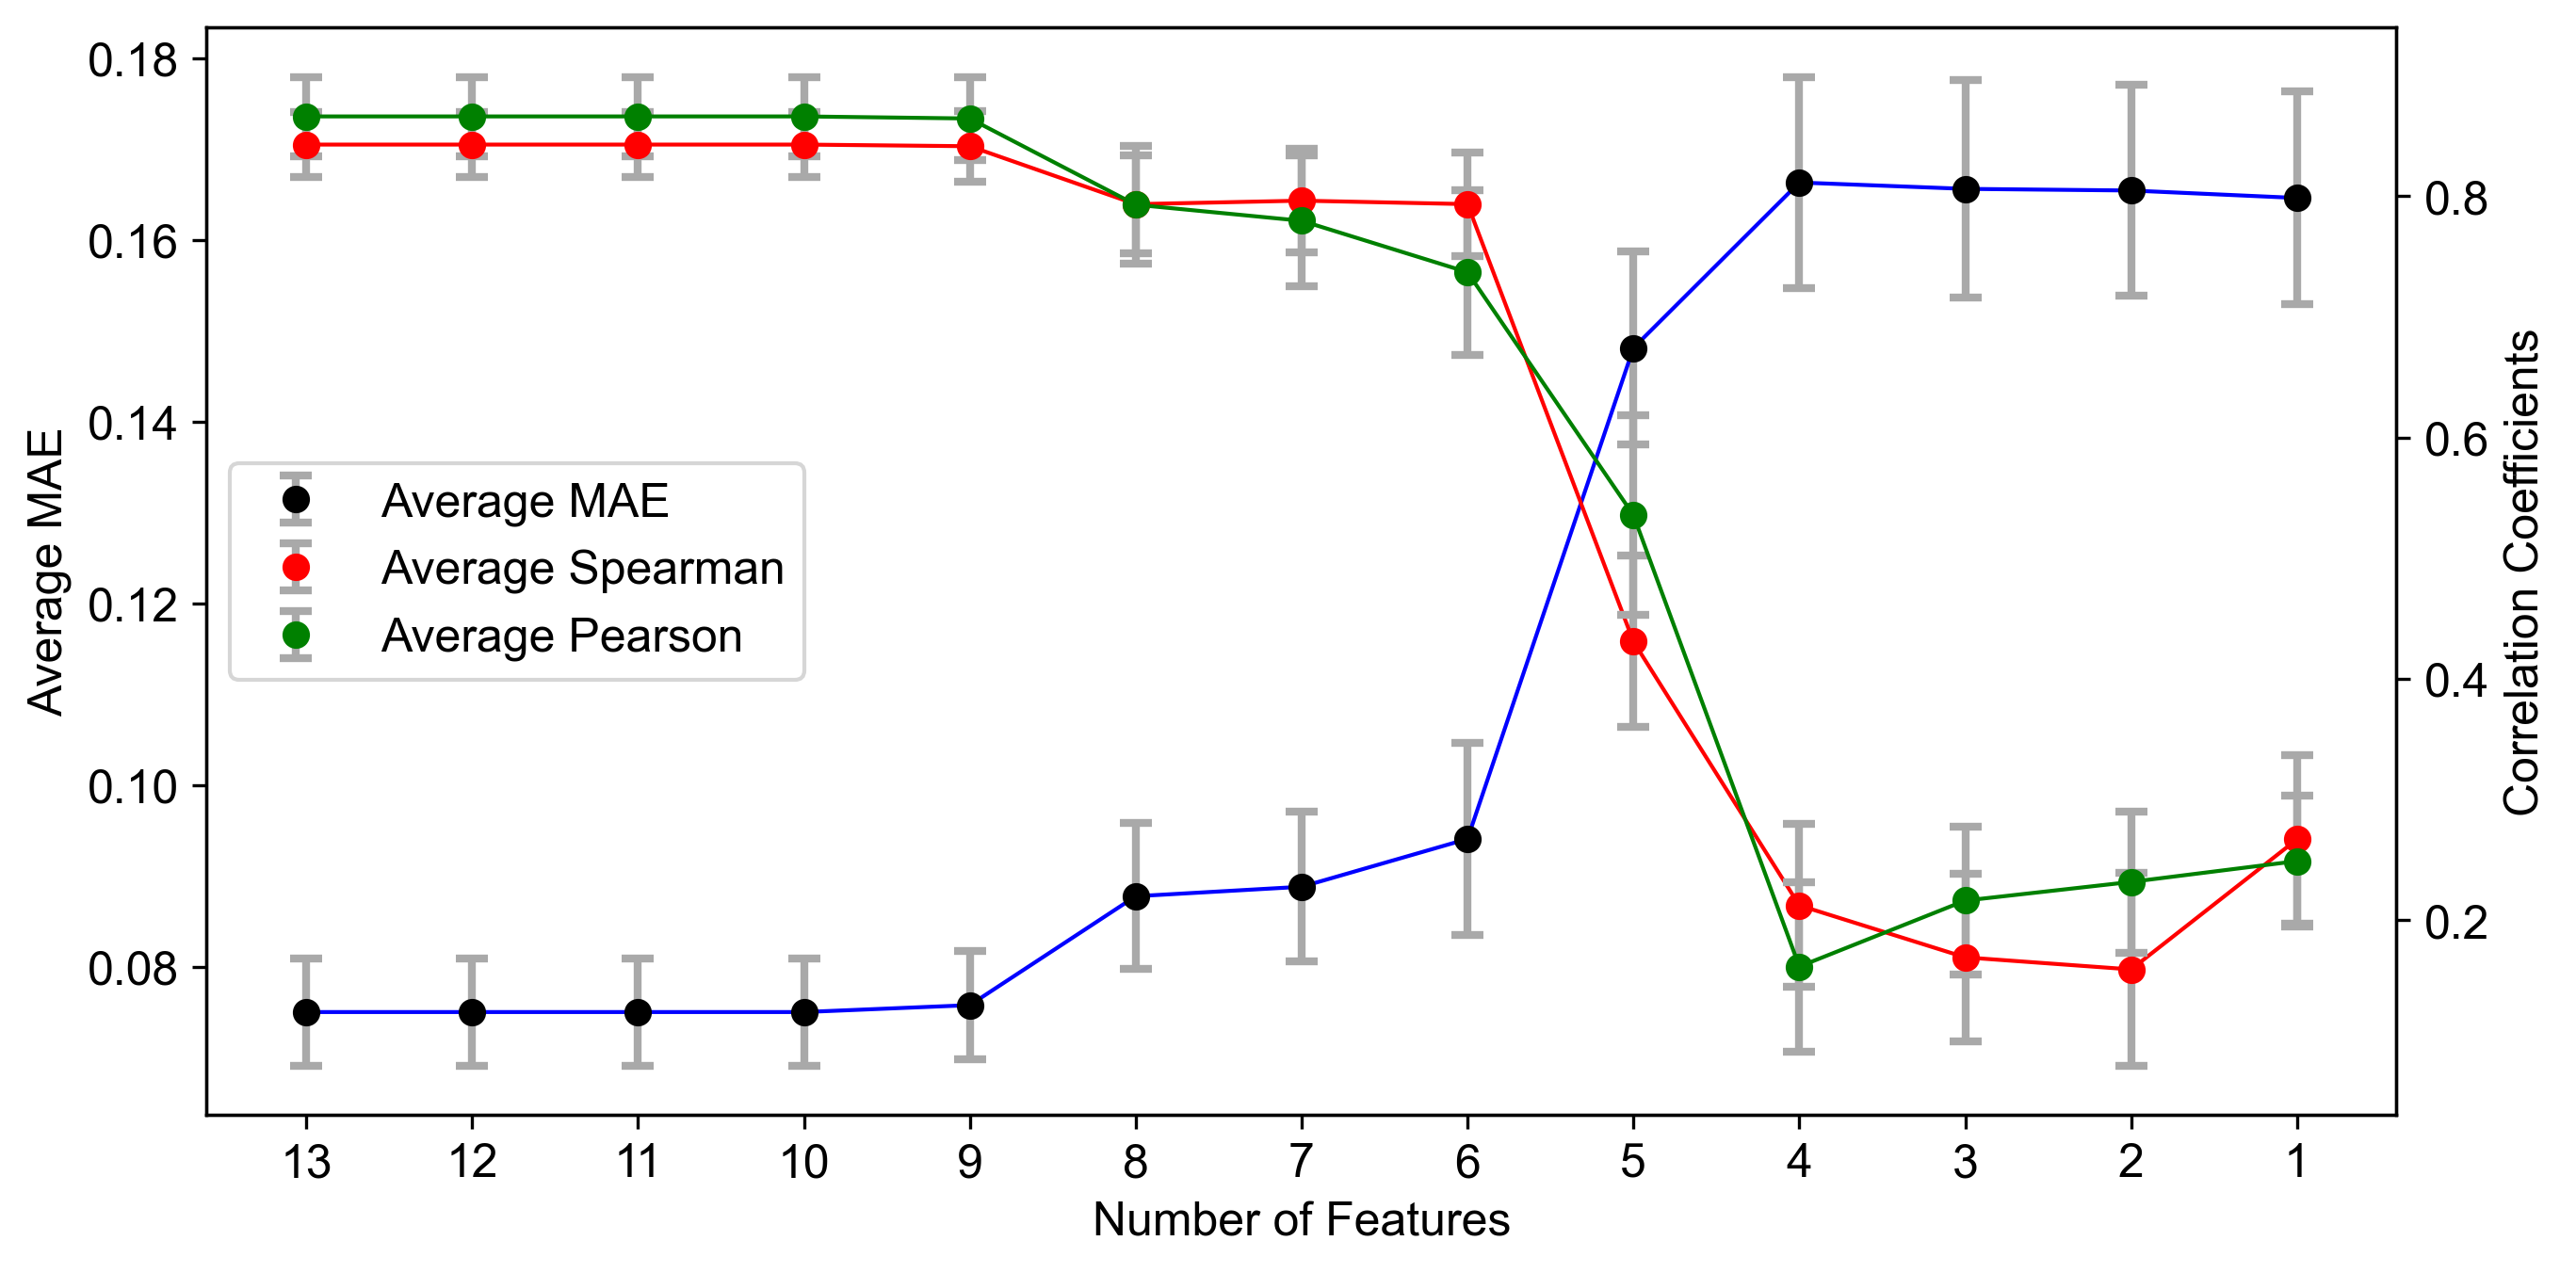 0.18
0.16
0.14
0.12
0.10
0.08
Average MAE
Average MAE
Average Spearman
Average Pearson
0.8
0.6
0.4
0.2
Correlation Coefficients
13 12 11 10 9 8 7 6 5 4 3 2 1
Number of Features